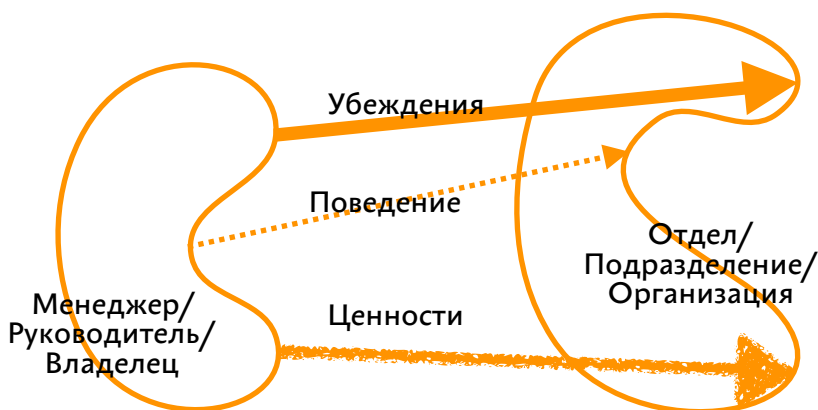 Убеждения
Поведение
Отдел/
Подразделение/
Организация
Менеджер/
Руководитель/
Владелец
Ценности